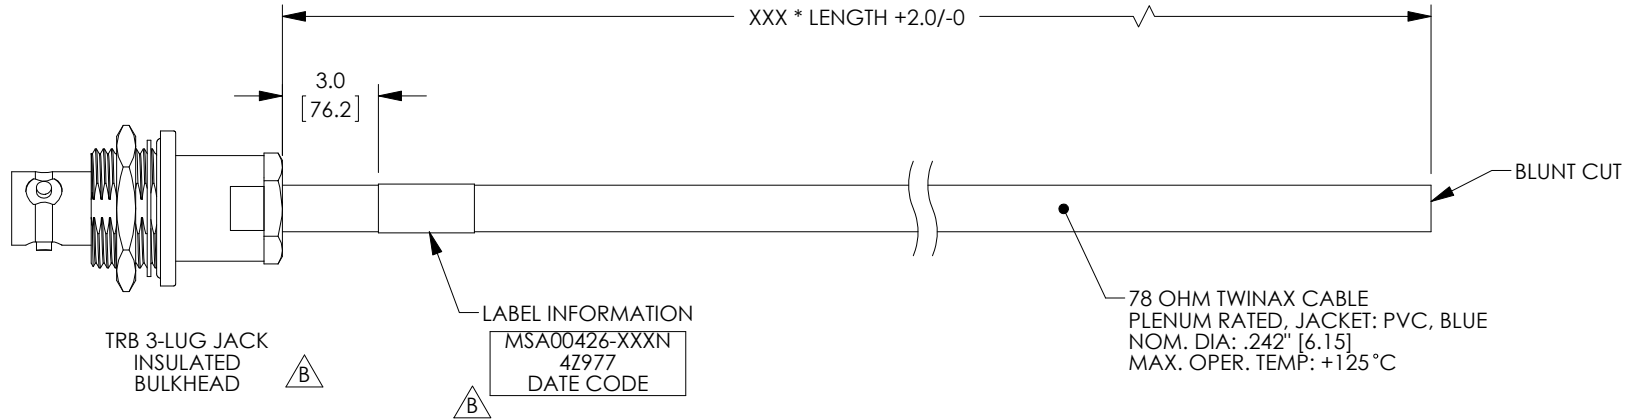 XXX * LENGTH +2.0/-0
3.0
[76.2]
BLUNT CUT
LABEL INFORMATION
MSA00426-XXXN
4Z977
DATE CODE
B
TRB 3-LUG JACK
INSULATED
BULKHEAD
B
78 OHM TWINAX CABLE
PLENUM RATED, JACKET: PVC, BLUE
NOM. DIA: .242" [6.15]
MAX. OPER. TEMP: +125°C